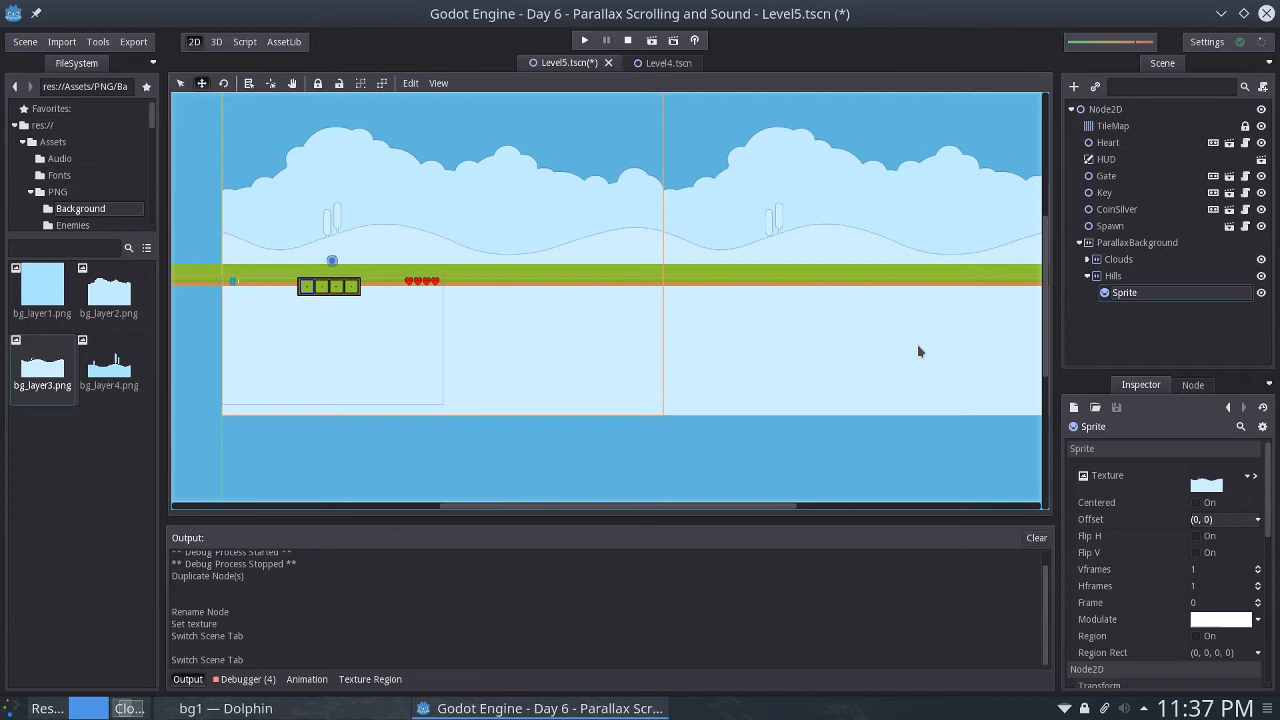 Godot Engine - Day 6 - Parallax Scrolling and Sound - Level5.tscn (*)
Scene Import Tools Export
2D 3D Script AssetLib
Settings
FileSystem
Level5.tscn(*)
Level4.tscn
Scene
res://Assets/PNG/Ba
Edit View
Favorites:
res://
Assets
Audio
Fonts
PNG
Background
Enemies
bg_layer1.png
bg_layer2.png
bg_layer3.png
bg_layer4.png
Node2D
TileMap
Heart
HUD
Gate
Key
CoinSilver
Spawn
ParallaxBackground
Clouds
Hills
Sprite
Inspector Node
Sprite
Sprite
Texture
Centered On
Offset (0, 0)
Flip H On
Flip V On
Vframes 1
Hframes 1
Frame 0
Modulate
Region On
Region Rect (0, 0, 0, 0)
Node2D
Transform
Output:
Clear
** Debug Process Started **
** Debug Process Stopped **
Duplicate Node(s)
Rename Node
Set texture
Switch Scene Tab
Switch Scene Tab
Output Debugger (4) Animation Texture Region
Res...
Clo...
bg1 — Dolphin
Godot Engine - Day 6 - Parallax Scr...
11:37 PM